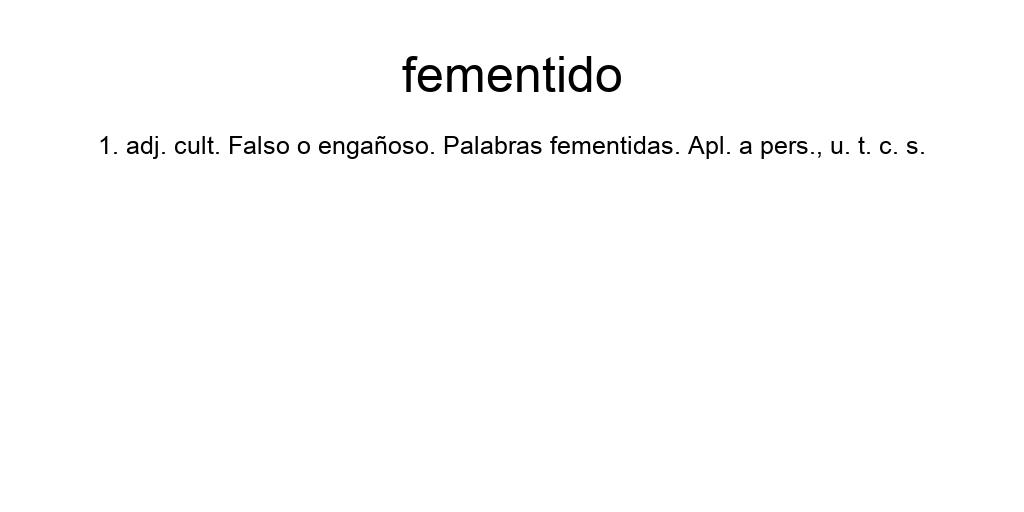 fementido
1. adj. cult. Falso o engañoso. Palabras fementidas. Apl. a pers., u. t. c. s.